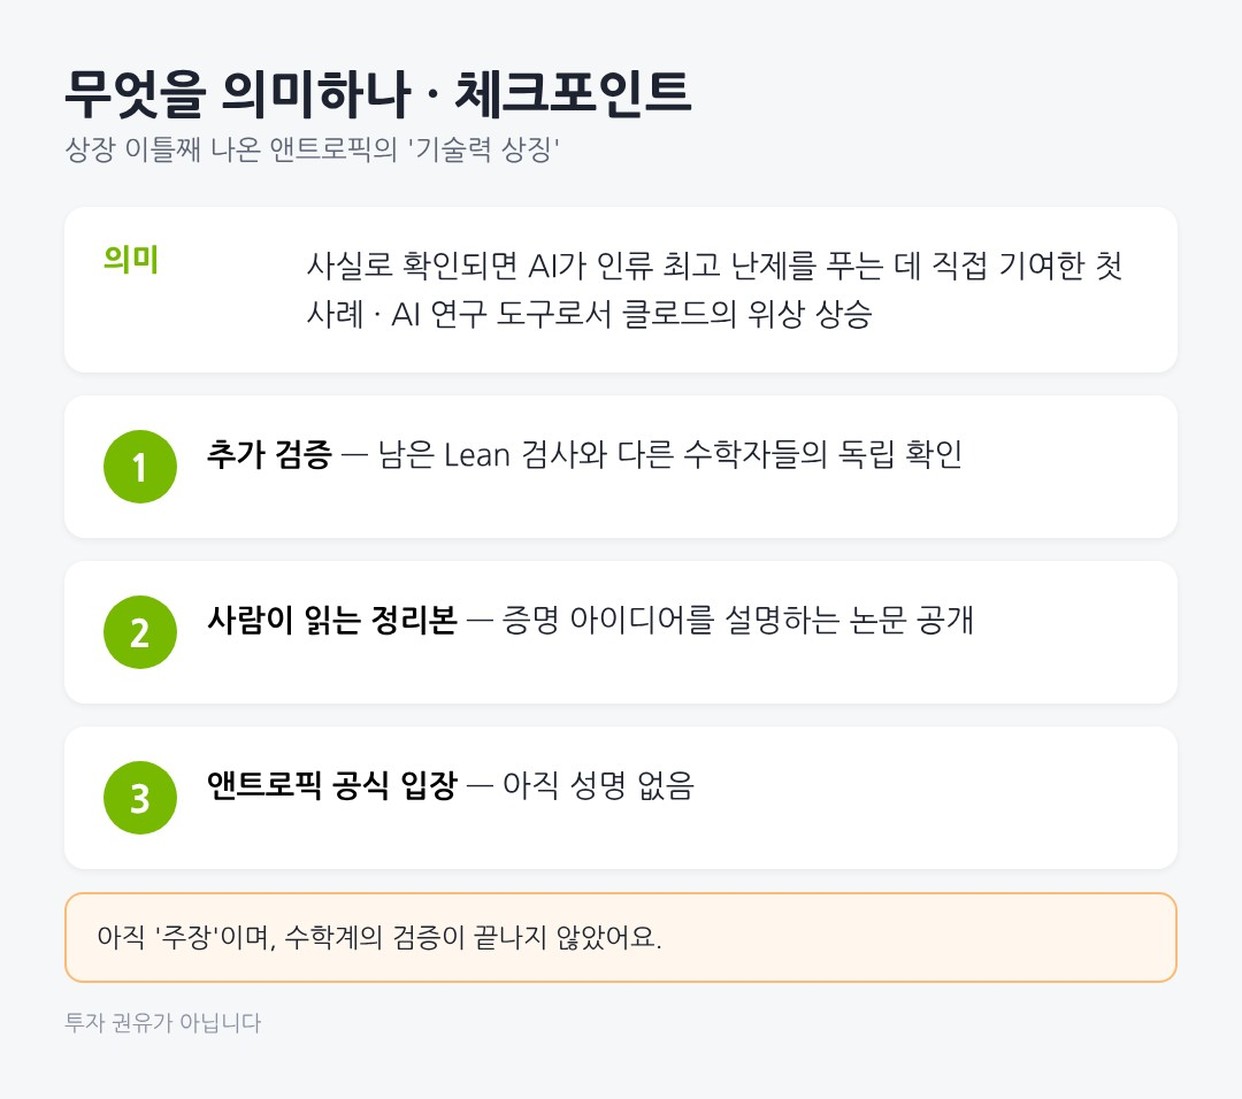 무엇을 의미하나 · 체크포인트
상장 이틀째 나온 앤트로픽의 '기술력 상징'
의미
사실로 확인되면 AI가 인류 최고 난제를 푸는 데 직접 기여한 첫
사례 · AI 연구 도구로서 클로드의 위상 상승
1
추가 검증 — 남은 Lean 검사와 다른 수학자들의 독립 확인
2
사람이 읽는 정리본 — 증명 아이디어를 설명하는 논문 공개
3
앤트로픽 공식 입장 — 아직 성명 없음
아직 '주장'이며, 수학계의 검증이 끝나지 않았어요.
투자 권유가 아닙니다